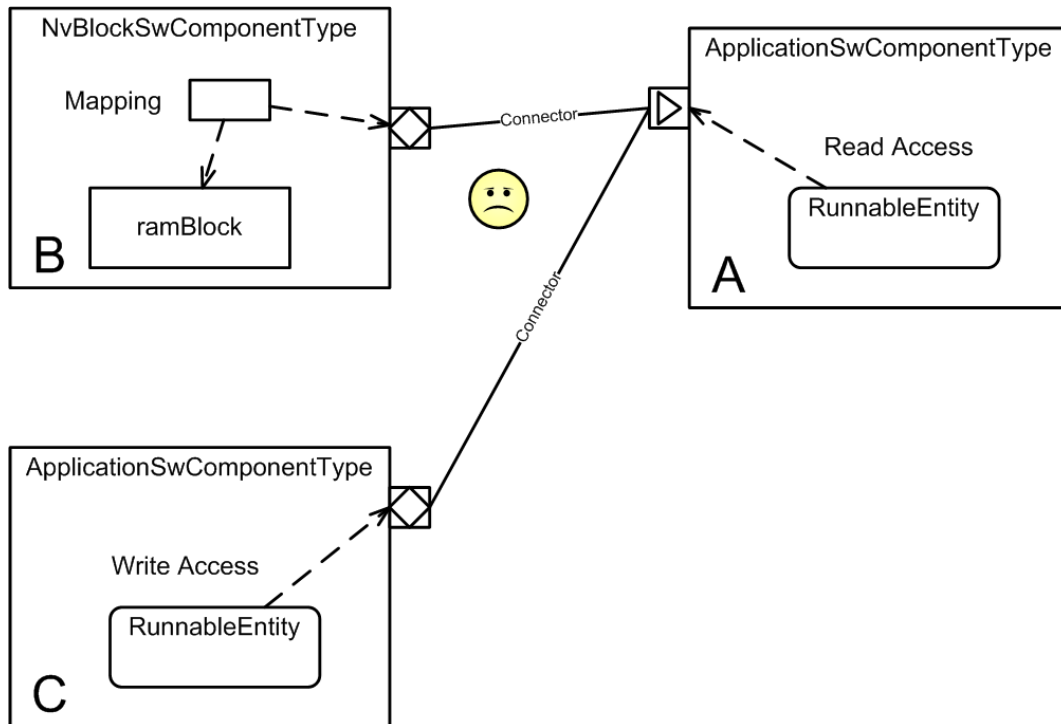 NvBlockSwComponentType
ApplicationSwComponentType
Mapping
Connector
Read Access
RunnableEntity
ramBlock
B
A
Connector
ApplicationSwComponentType
Write Access
RunnableEntity
C